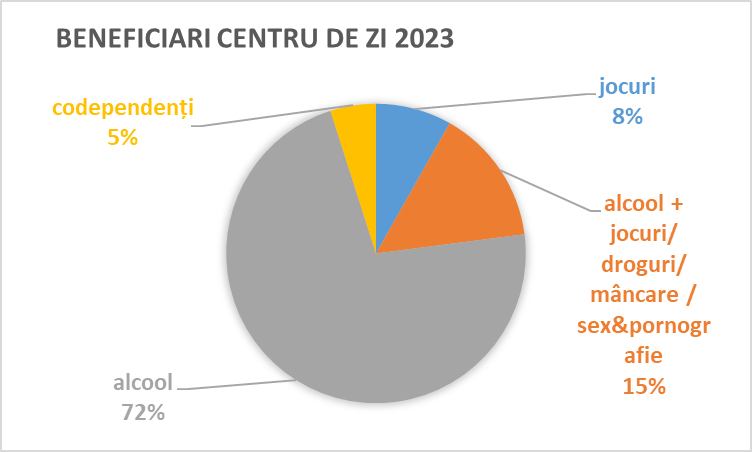 BENEFICIARI CENTRU DE ZI 2023
codependenți
5%
jocuri
8%
alcool +
jocuri/
droguri/
mâncare /
sex&pornogr
afie
15%
alcool
72%